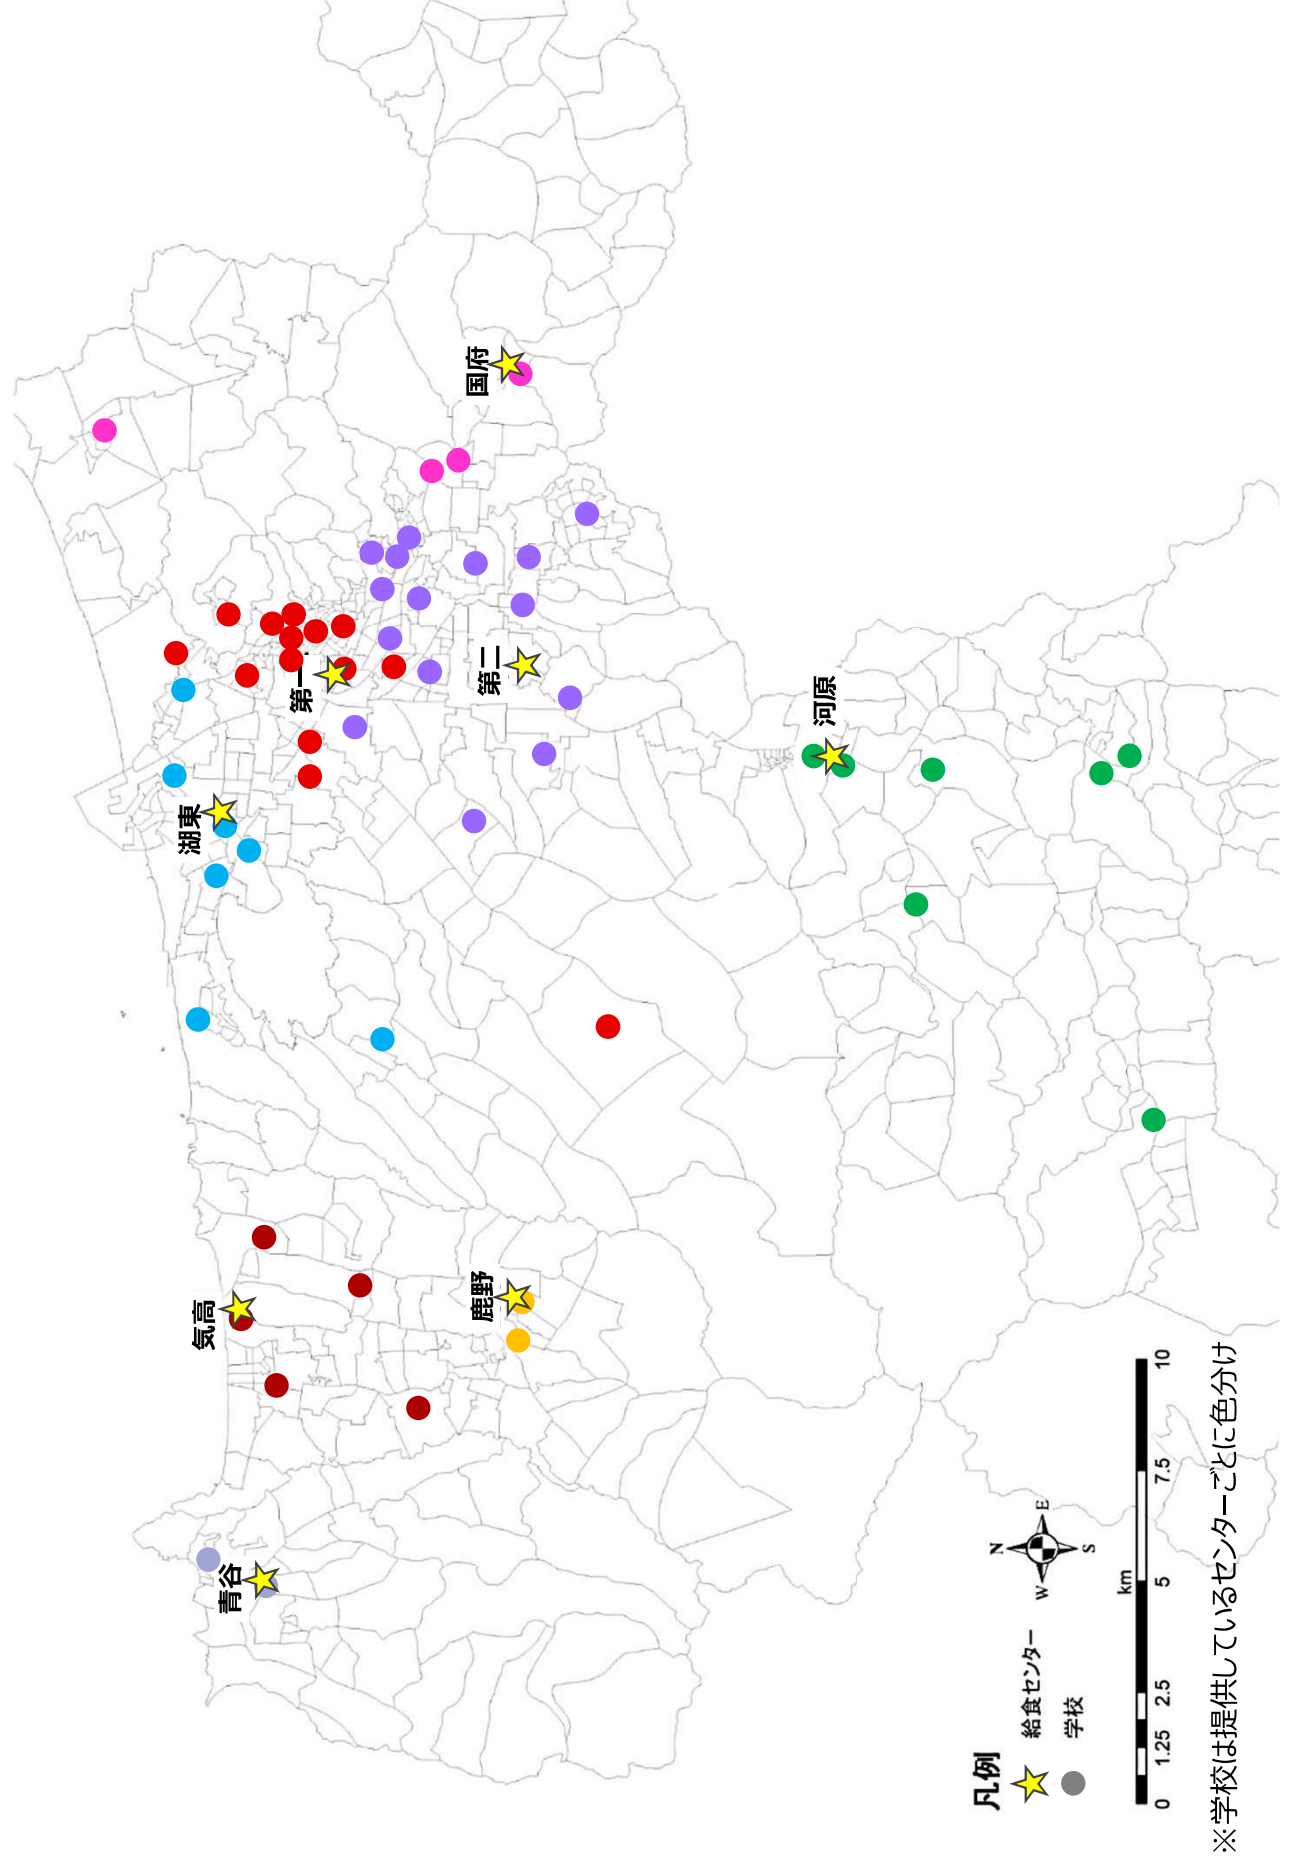 国府
第一
第二
湖東
河原
気高
鹿野
青谷
凡例
給食センター
学校
N
W
E
S
km
0 1.25 2.5 5 7.5 10
※学校は提供しているセンターごとに色分け